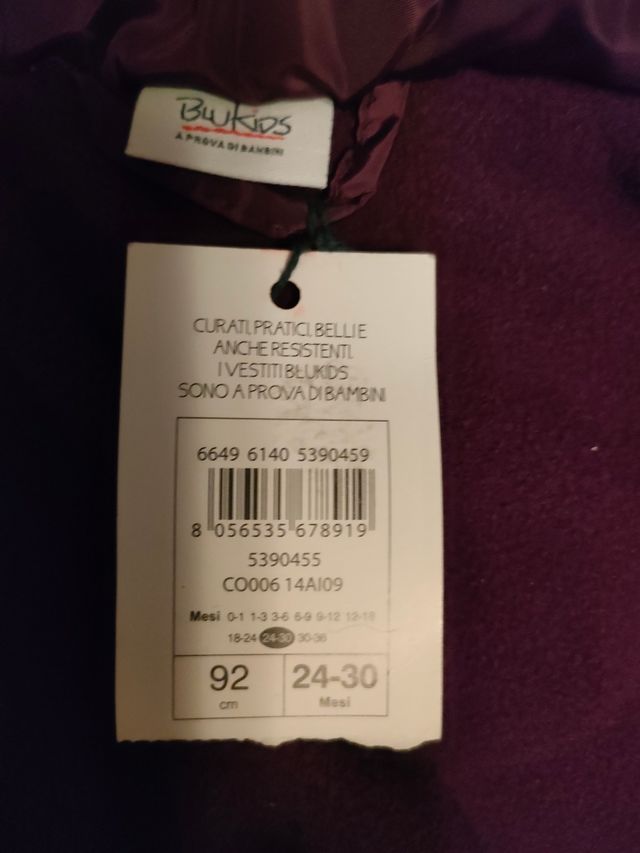 BLUKIDS
A PROVA DI BAMBINI
CURATI, PRATICI, BELLI E
ANCHE RESISTENTI.
I VESTITI BLUKIDS
SONO A PROVA DI BAMBINI
6649 6140 5390459
8 056535 678919
5390455
CO006 14AI09
Mesi 0-1 1-3 3-6 6-9 9-12 12-18
18-24 24-30 30-36
92 24-30
cm Mesi